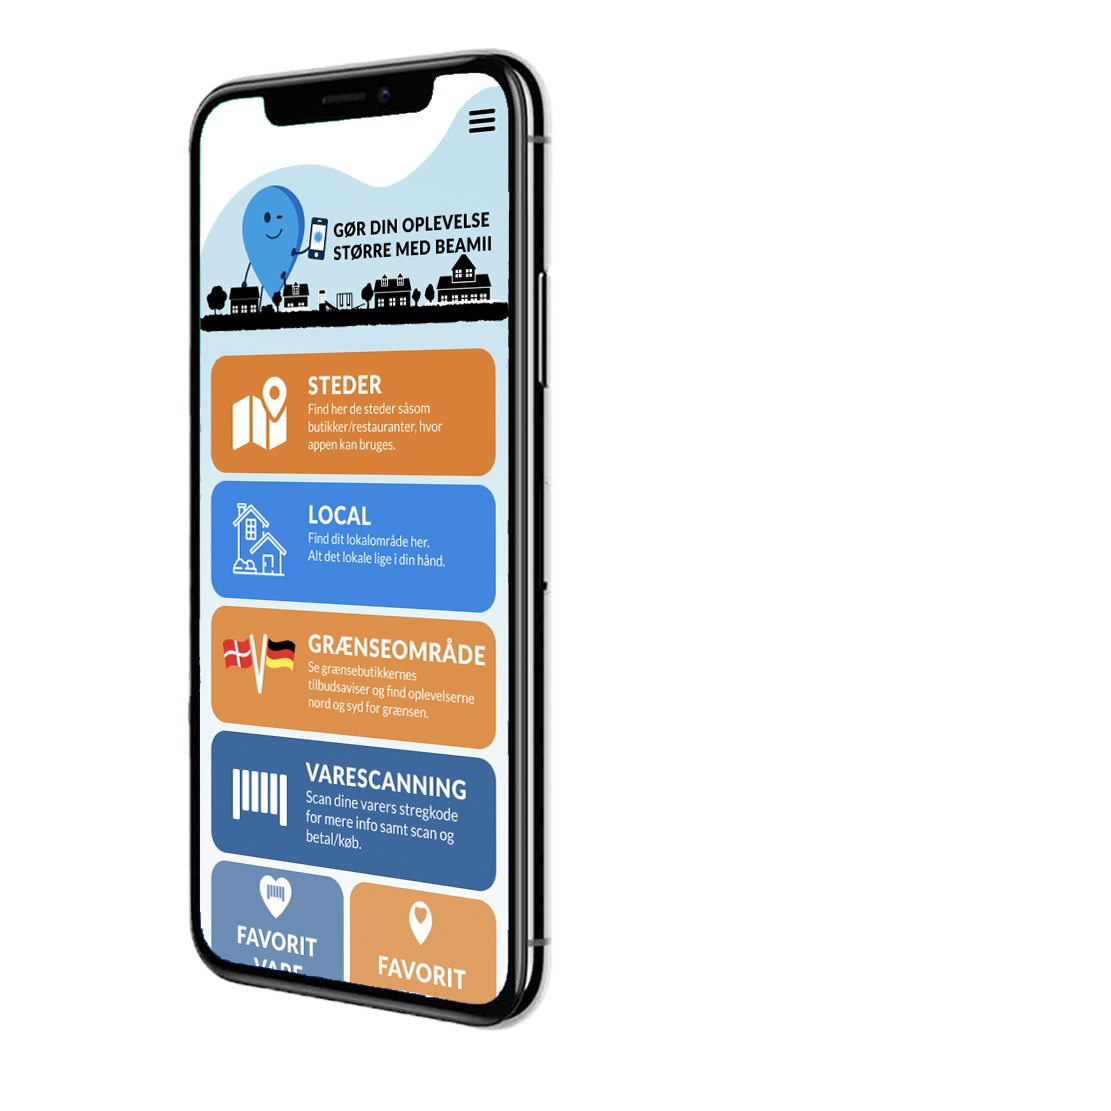 GØR DIN OPLEVELSE
STØRRE MED BEAMII
STEDER
Find her de steder såsom
butikker/restauranter, hvor
appen kan bruges.
LOCAL
Find dit lokalområde her.
Alt det lokale lige i din hånd.
GRÆNSEOMRÅDE
Se grænsebutikkernes
tilbudsaviser og find oplevelserne
nord og syd for grænsen.
VARESCANNING
Scan dine varers stregkode
for mere info samt scan og
betal/køb.
FAVORIT
VARE
FAVORIT